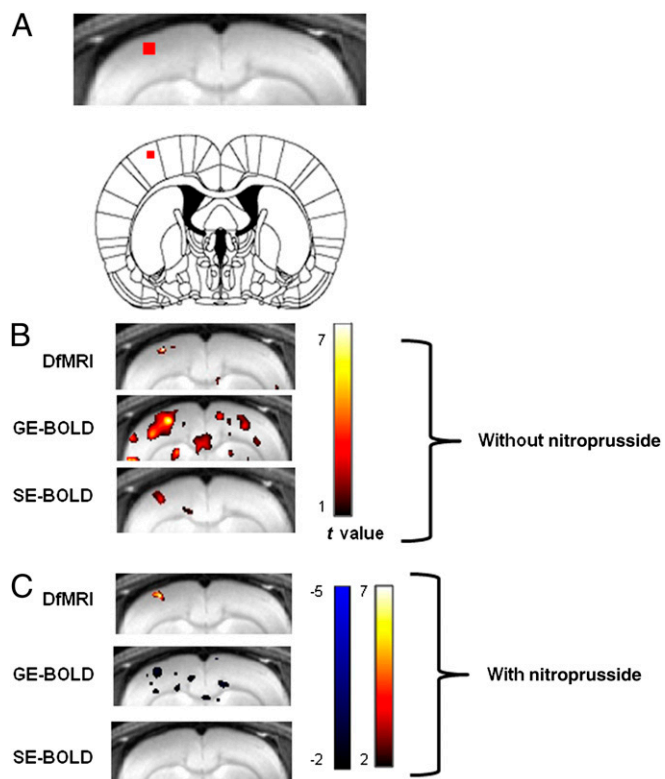 A
B
DfMRI
GE-BOLD
SE-BOLD
7
1
t value
Without nitroprusside
C
DfMRI
GE-BOLD
SE-BOLD
-5
-2
7
2
With nitroprusside